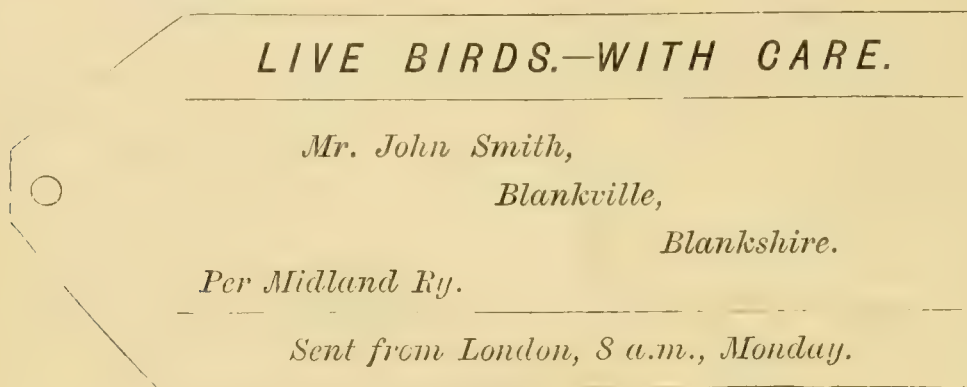 LIVE BIRDS.—WITH CARE.
Mr. John Smith,
Blankville,
Blankshire.
Per Midland Ry.
Sent from London, 8 a.m., Monday.